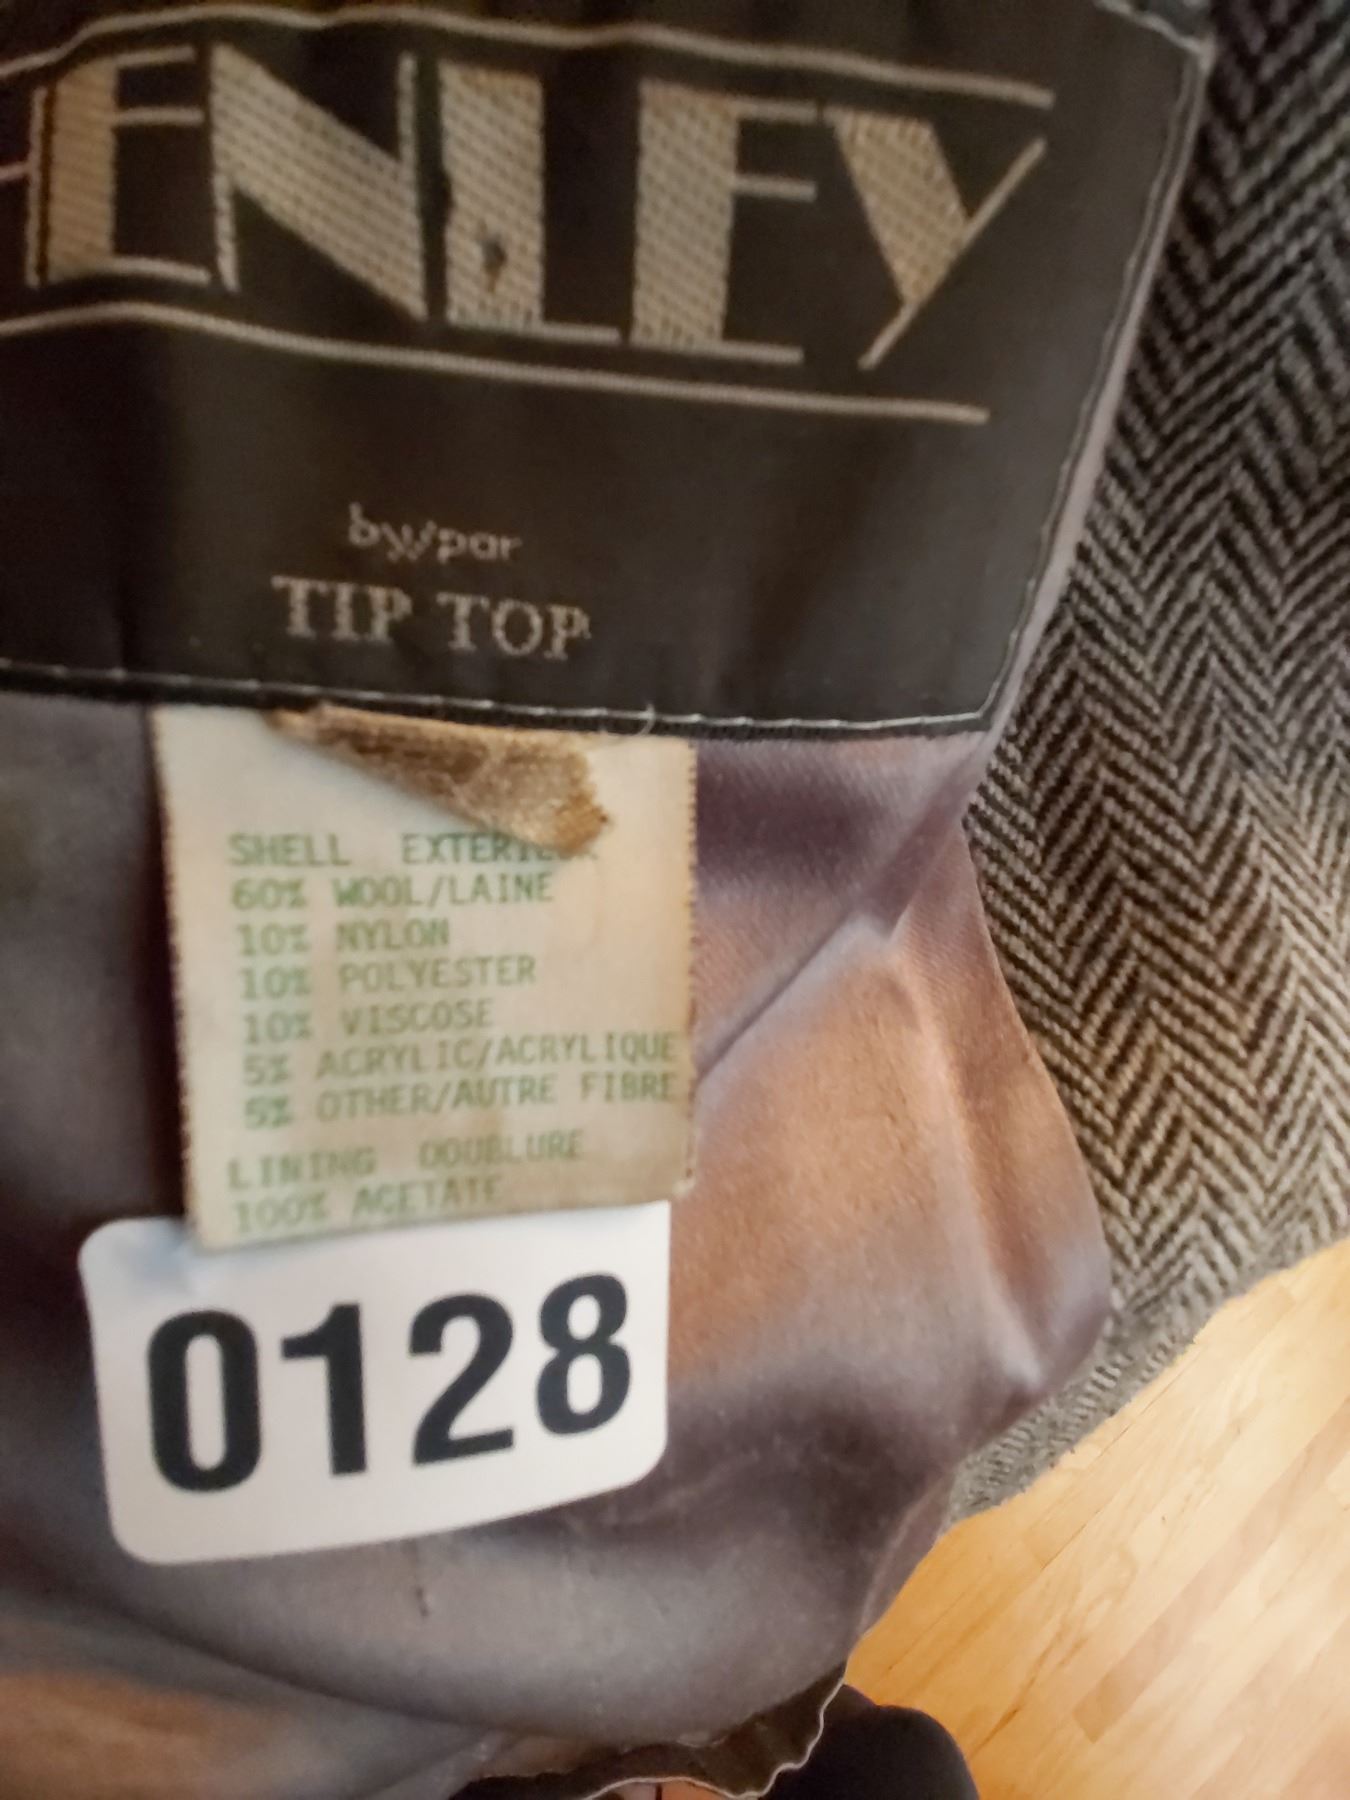 ENLEY
by/par
TIP TOP
SHELL EXTERIEUR
60% WOOL/LAINE
10% NYLON
10% POLYESTER
10% VISCOSE
5% ACRYLIC/ACRYLIQUE
5% OTHER/AUTRE FIBRE
LINING DOUBLURE
100% ACETATE
0128